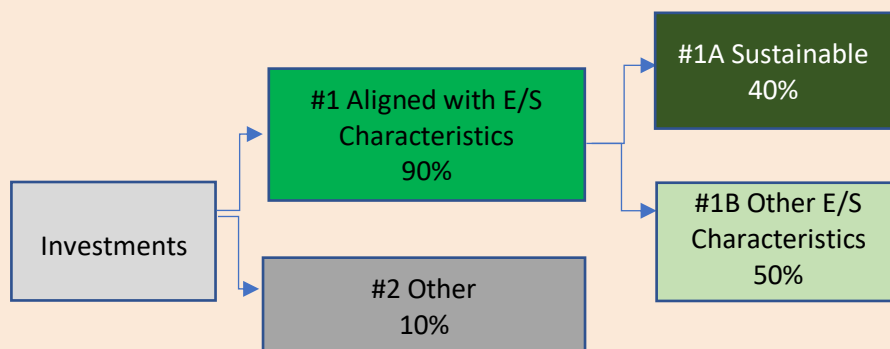 #1A Sustainable
40%
#1 Aligned with E/S
Characteristics
90%
#1B Other E/S
Characteristics
50%
Investments
#2 Other
10%